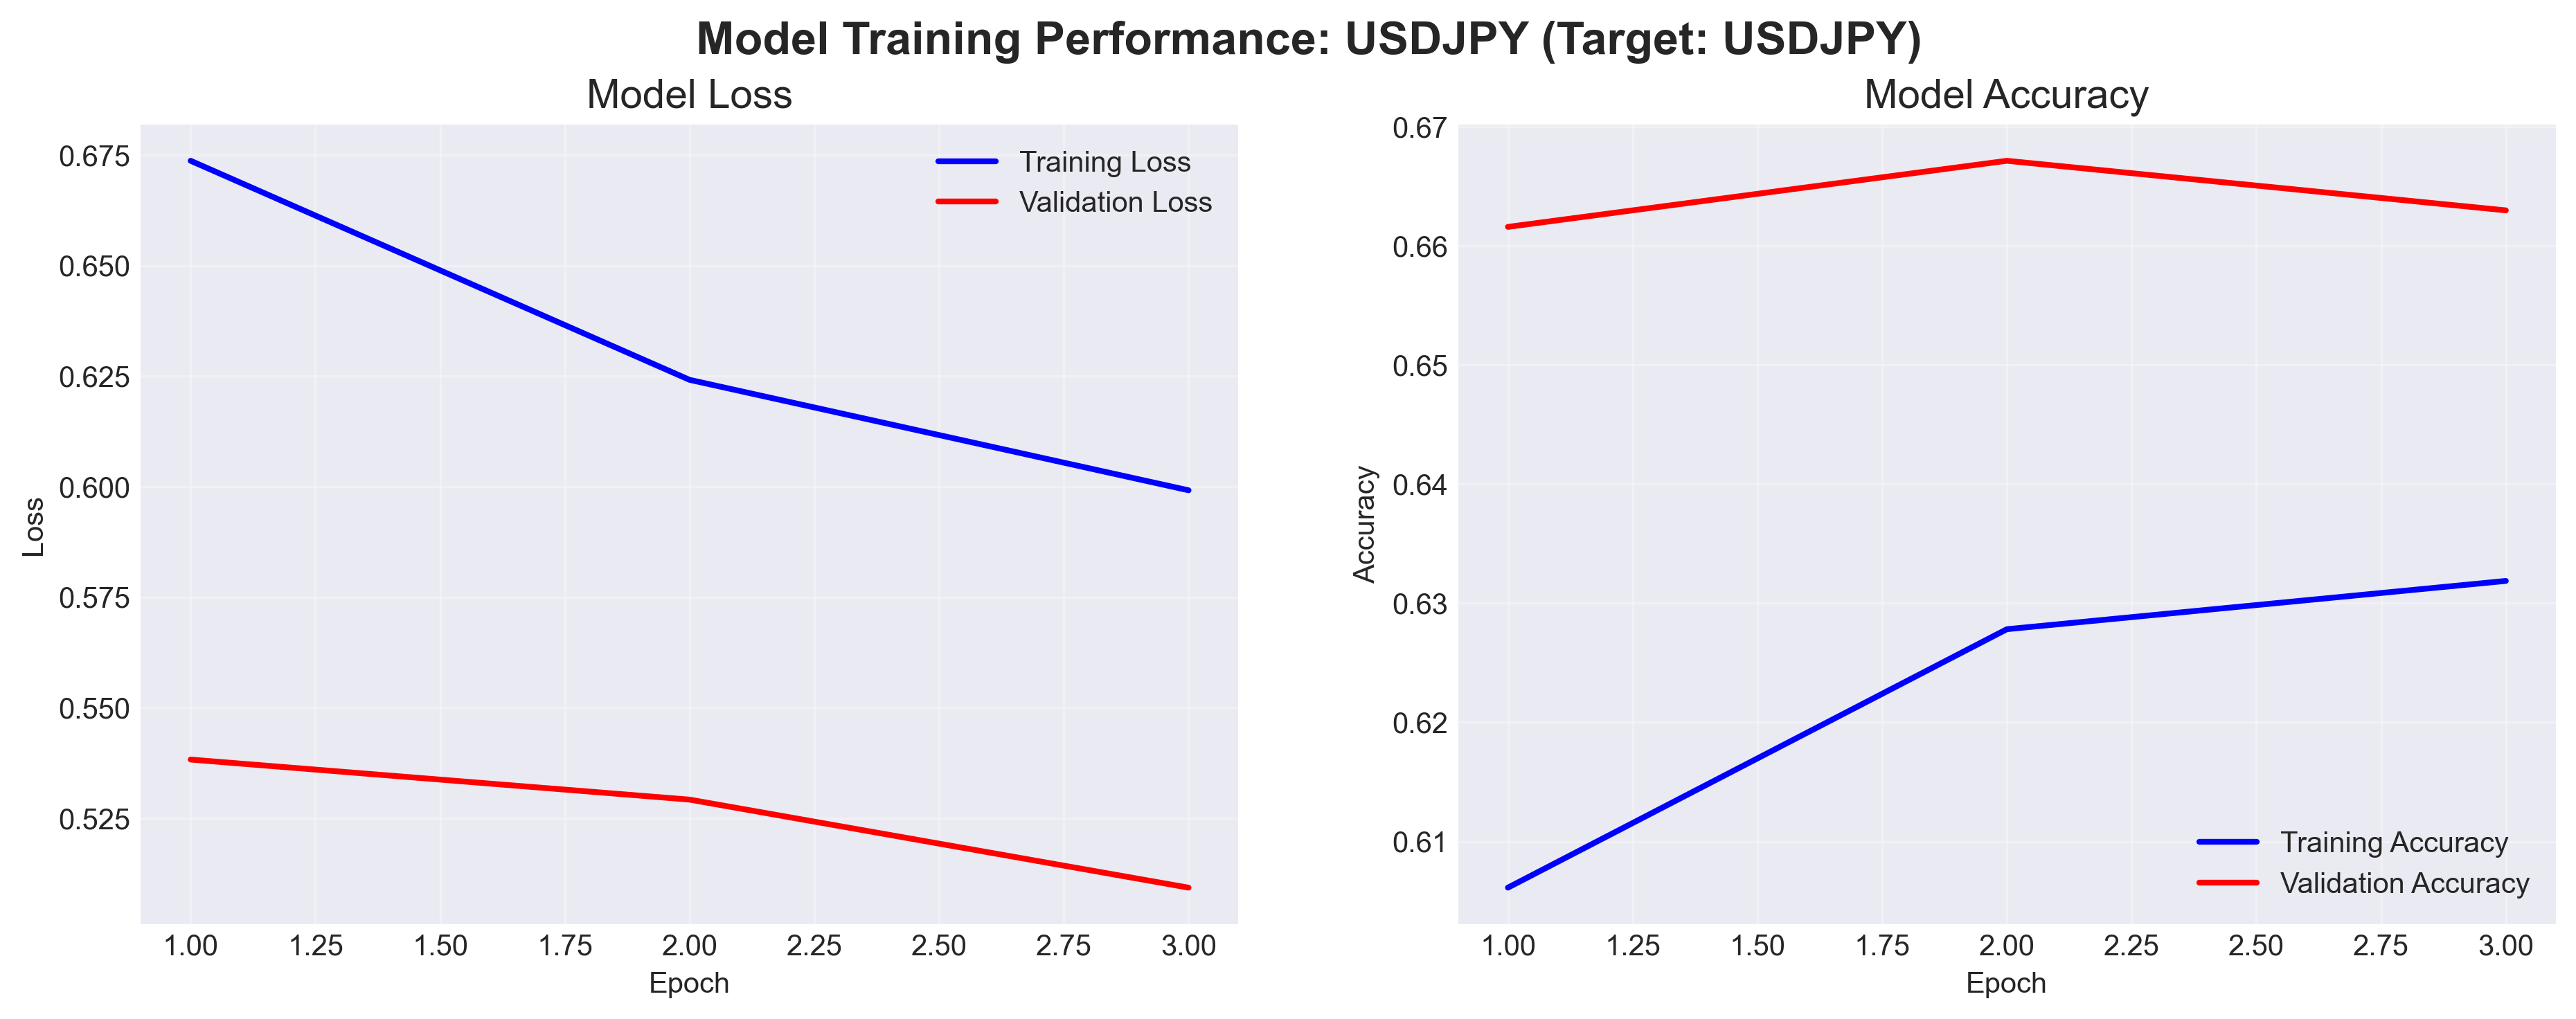 Model Training Performance: USDJPY (Target: USDJPY)
Model Loss
0.675
0.650
0.625
0.600
0.575
0.550
0.525
Loss
Training Loss
Validation Loss
1.00 1.25 1.50 1.75 2.00 2.25 2.50 2.75 3.00
Epoch
Model Accuracy
0.67
0.66
0.65
0.64
0.63
0.62
0.61
Accuracy
Training Accuracy
Validation Accuracy
1.00 1.25 1.50 1.75 2.00 2.25 2.50 2.75 3.00
Epoch